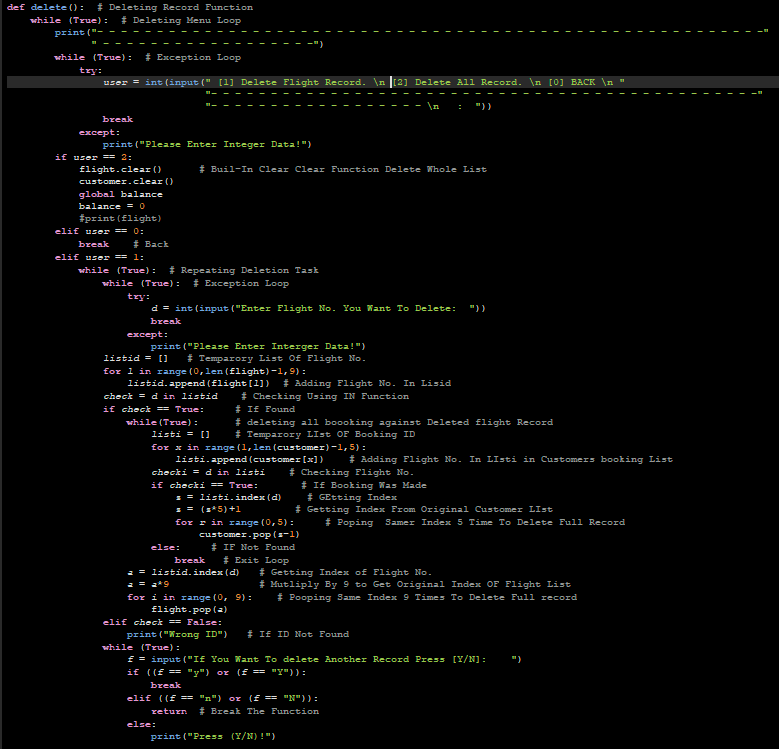 def delete():  # Deleting Record Function
    while (True):  # Deleting Menu Loop
        print("- - - - - - - - - - - - - - - - - - - - - - - - - - - - - - - - - - - - - - - - - - - - - - - - - - - - - - - -"
              " - - - - - - - - - - - - - - - - - -")
        while (True):  # Exception Loop
            try:
                user = int(input(" [1] Delete Flight Record. \n [2] Delete All Record. \n [0] BACK \n "
                                 "- - - - - - - - - - - - - - - - - - - - - - - - - - - - - - - - - - - - - - - - - - - - - -"
                                 "- - - - - - - - - - - - - - - - - - \n   :  "))
                break
            except:
                print("Please Enter Integer Data!")
        if user == 2:
            flight.clear()      # Buil-In Clear Clear Function Delete Whole List
            customer.clear()
            global balance
            balance = 0
            #print(flight)
        elif user == 0:
            break    # Back
        elif user == 1:
            while (True):  # Repeating Deletion Task
                while (True):  # Exception Loop
                    try:
                        d = int(input("Enter Flight No. You Want To Delete:  "))
                        break
                    except:
                        print("Please Enter Interger Data!")
                listid = []   # Temparory List Of Flight No.
                for l in range(0,len(flight)-1,9):
                    listid.append(flight[l])  # Adding Flight No. In Lisid
                check = d in listid    # Checking Using IN Function
                if check == True:     # If Found
                    while(True):      # deleting all boooking against Deleted flight Record
                        listi = []    # Temparory LIst OF Booking ID
                        for x in range(1,len(customer)-1,5):
                            listi.append(customer[x])    # Adding Flight No. In LIsti in Customers booking List
                        checki = d in listi    # Checking Flight No.
                        if checki == True:       # If Booking Was Made
                            s = listi.index(d)    # GEtting Index
                            s = (s*5)+1         # Getting Index From Original Customer LIst
                            for r in range(0,5):     # Poping  Samer Index 5 Time To Delete Full Record
                                customer.pop(s-1)
                        else:     # IF Not Found
                            break   # Exit Loop
                    a = listid.index(d)   # Getting Index of Flight No.
                    a = a*9               # Mutliply By 9 to Get Original Index OF Flight List
                    for i in range(0, 9):    # Pooping Same Index 9 Times To Delete Full record
                        flight.pop(a)
                elif check == False:
                    print("Wrong ID")   # If ID Not Found
                while (True):
                    f = input("If You Want To delete Another Record Press [Y/N]:    ")
                    if ((f == "y") or (f == "Y")):
                        break
                    elif ((f == "n") or (f == "N")):
                        return  # Break The Function
                    else:
                        print("Press (Y/N)!")